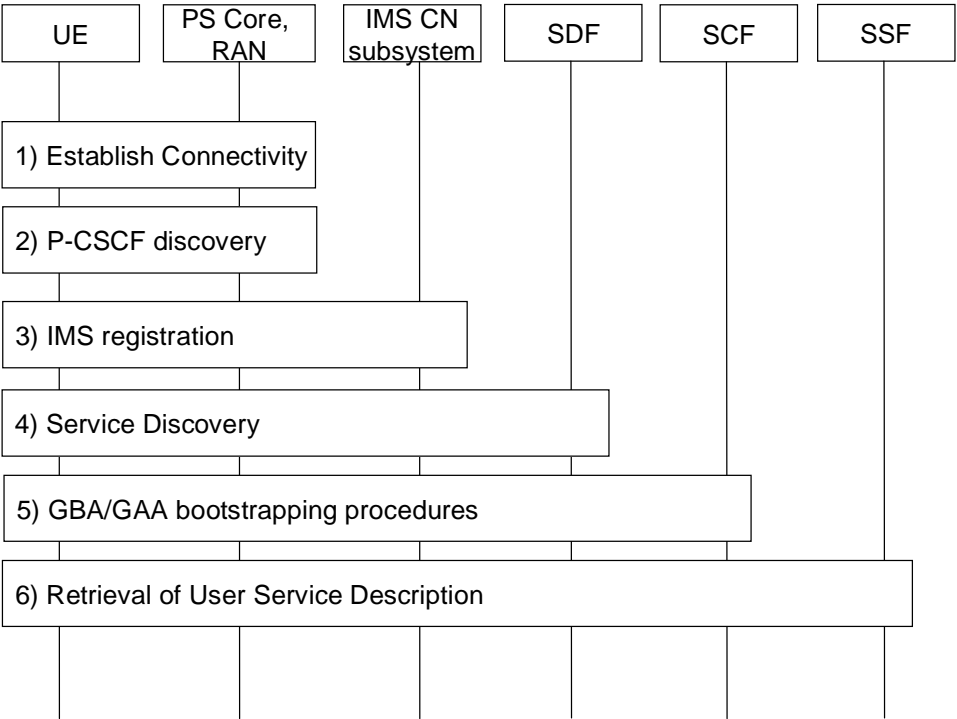 UE
PS Core,
RAN
IMS CN
subsystem
SDF
SCF
SSF
1) Establish Connectivity
2) P-CSCF discovery
3) IMS registration
4) Service Discovery
5) GBA/GAA bootstrapping procedures
6) Retrieval of User Service Description